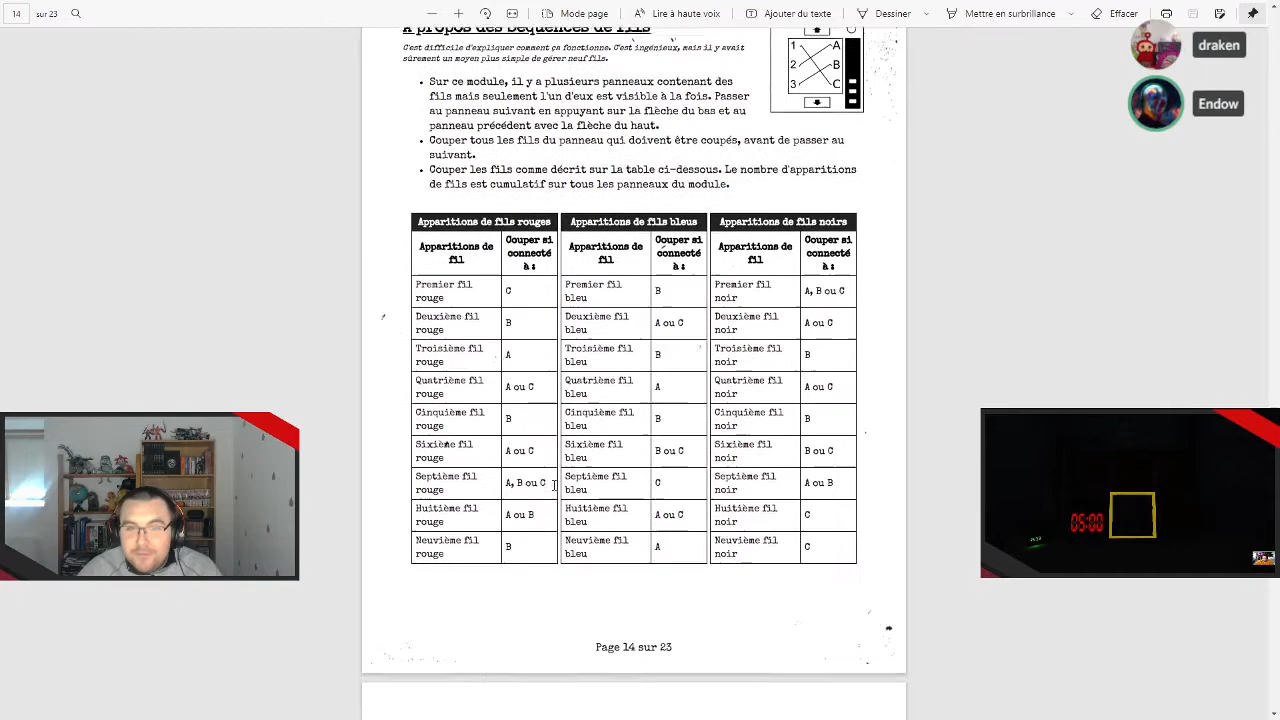 14 sur 23
Mode page
Lire à haute voix
Ajouter du texte
Dessiner
Mettre en surbrillance
Effacer
draken
Endow
À propos des Séquences de fils
C'est difficile d'expliquer comment ça fonctionne. C'est ingénieux, mais il y avait
sûrement un moyen plus simple de gérer neuf fils.
1 A
2 B
3 C
• Sur ce module, il y a plusieurs panneaux contenant des
fils mais seulement l'un d'eux est visible à la fois. Passer
au panneau suivant en appuyant sur la flèche du bas et au
panneau précédent avec la flèche du haut.
• Couper tous les fils du panneau qui doivent être coupés, avant de passer au
suivant.
• Couper les fils comme décrit sur la table ci-dessous. Le nombre d'apparitions
de fils est cumulatif sur tous les panneaux du module.
Apparitions de fils rouges Apparitions de fils bleus Apparitions de fils noirs
Apparitions de fil Couper si connecté à : Apparitions de fil Couper si connecté à : Apparitions de fil Couper si connecté à :
Premier fil rouge C Premier fil bleu B Premier fil noir A, B ou C
Deuxième fil rouge B Deuxième fil bleu A ou C Deuxième fil noir A ou C
Troisième fil rouge A Troisième fil bleu B Troisième fil noir B
Quatrième fil rouge A ou C Quatrième fil bleu A Quatrième fil noir A ou C
Cinquième fil rouge B Cinquième fil bleu B Cinquième fil noir B
Sixième fil rouge A ou C Sixième fil bleu B ou C Sixième fil noir B ou C
Septième fil rouge A, B ou C Septième fil bleu C Septième fil noir A ou B
Huitième fil rouge A ou B Huitième fil bleu A ou C Huitième fil noir C
Neuvième fil rouge B Neuvième fil bleu A Neuvième fil noir C
05:00
Page 14 sur 23